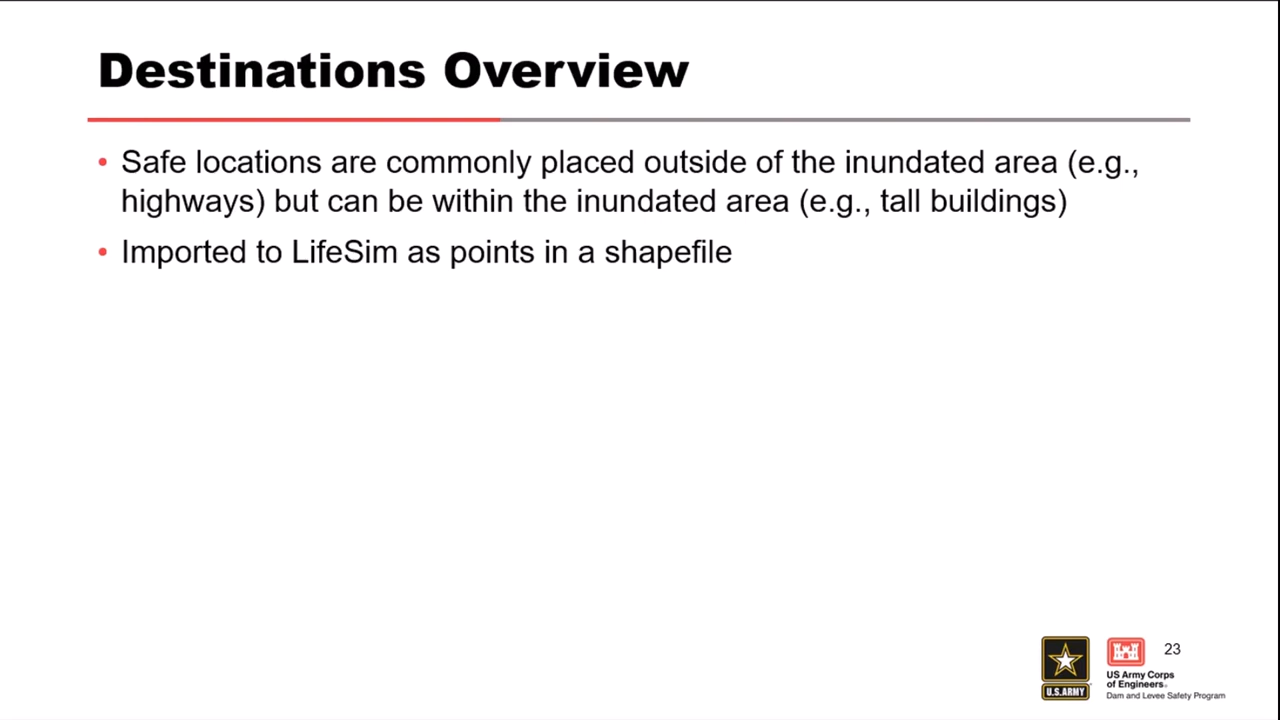 Destinations Overview
• Safe locations are commonly placed outside of the inundated area (e.g.,
highways) but can be within the inundated area (e.g., tall buildings)
• Imported to LifeSim as points in a shapefile
23
U.S.ARMY
US Army Corps
of Engineers®
Dam and Levee Safety Program